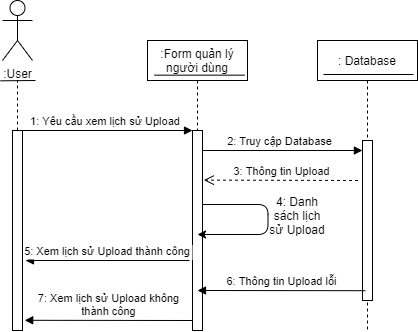 :User
:Form quản lý
người dùng
: Database
1: Yêu cầu xem lịch sử Upload
2: Truy cập Database
3: Thông tin Upload
4: Danh
sách lịch
sử Upload
5: Xem lịch sử Upload thành công
6: Thông tin Upload lỗi
7: Xem lịch sử Upload không
thành công